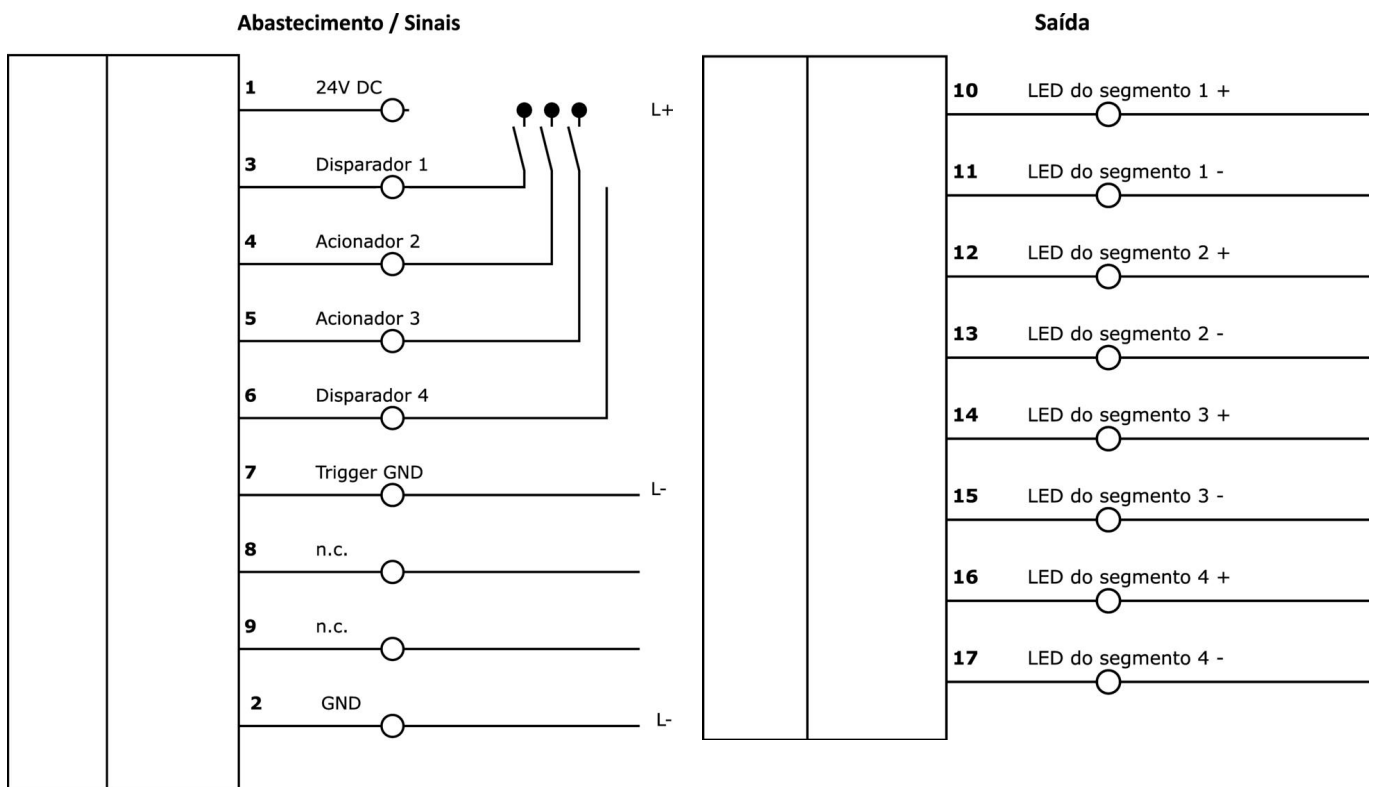 Abastecimento / Sinais
1 24V DC
L+
3 Disparador 1
4 Acionador 2
5 Acionador 3
6 Disparador 4
7 Trigger GND
L-
8 n.c.
9 n.c.
2 GND
L-
Saída
10 LED do segmento 1 +
11 LED do segmento 1 -
12 LED do segmento 2 +
13 LED do segmento 2 -
14 LED do segmento 3 +
15 LED do segmento 3 -
16 LED do segmento 4 +
17 LED do segmento 4 -